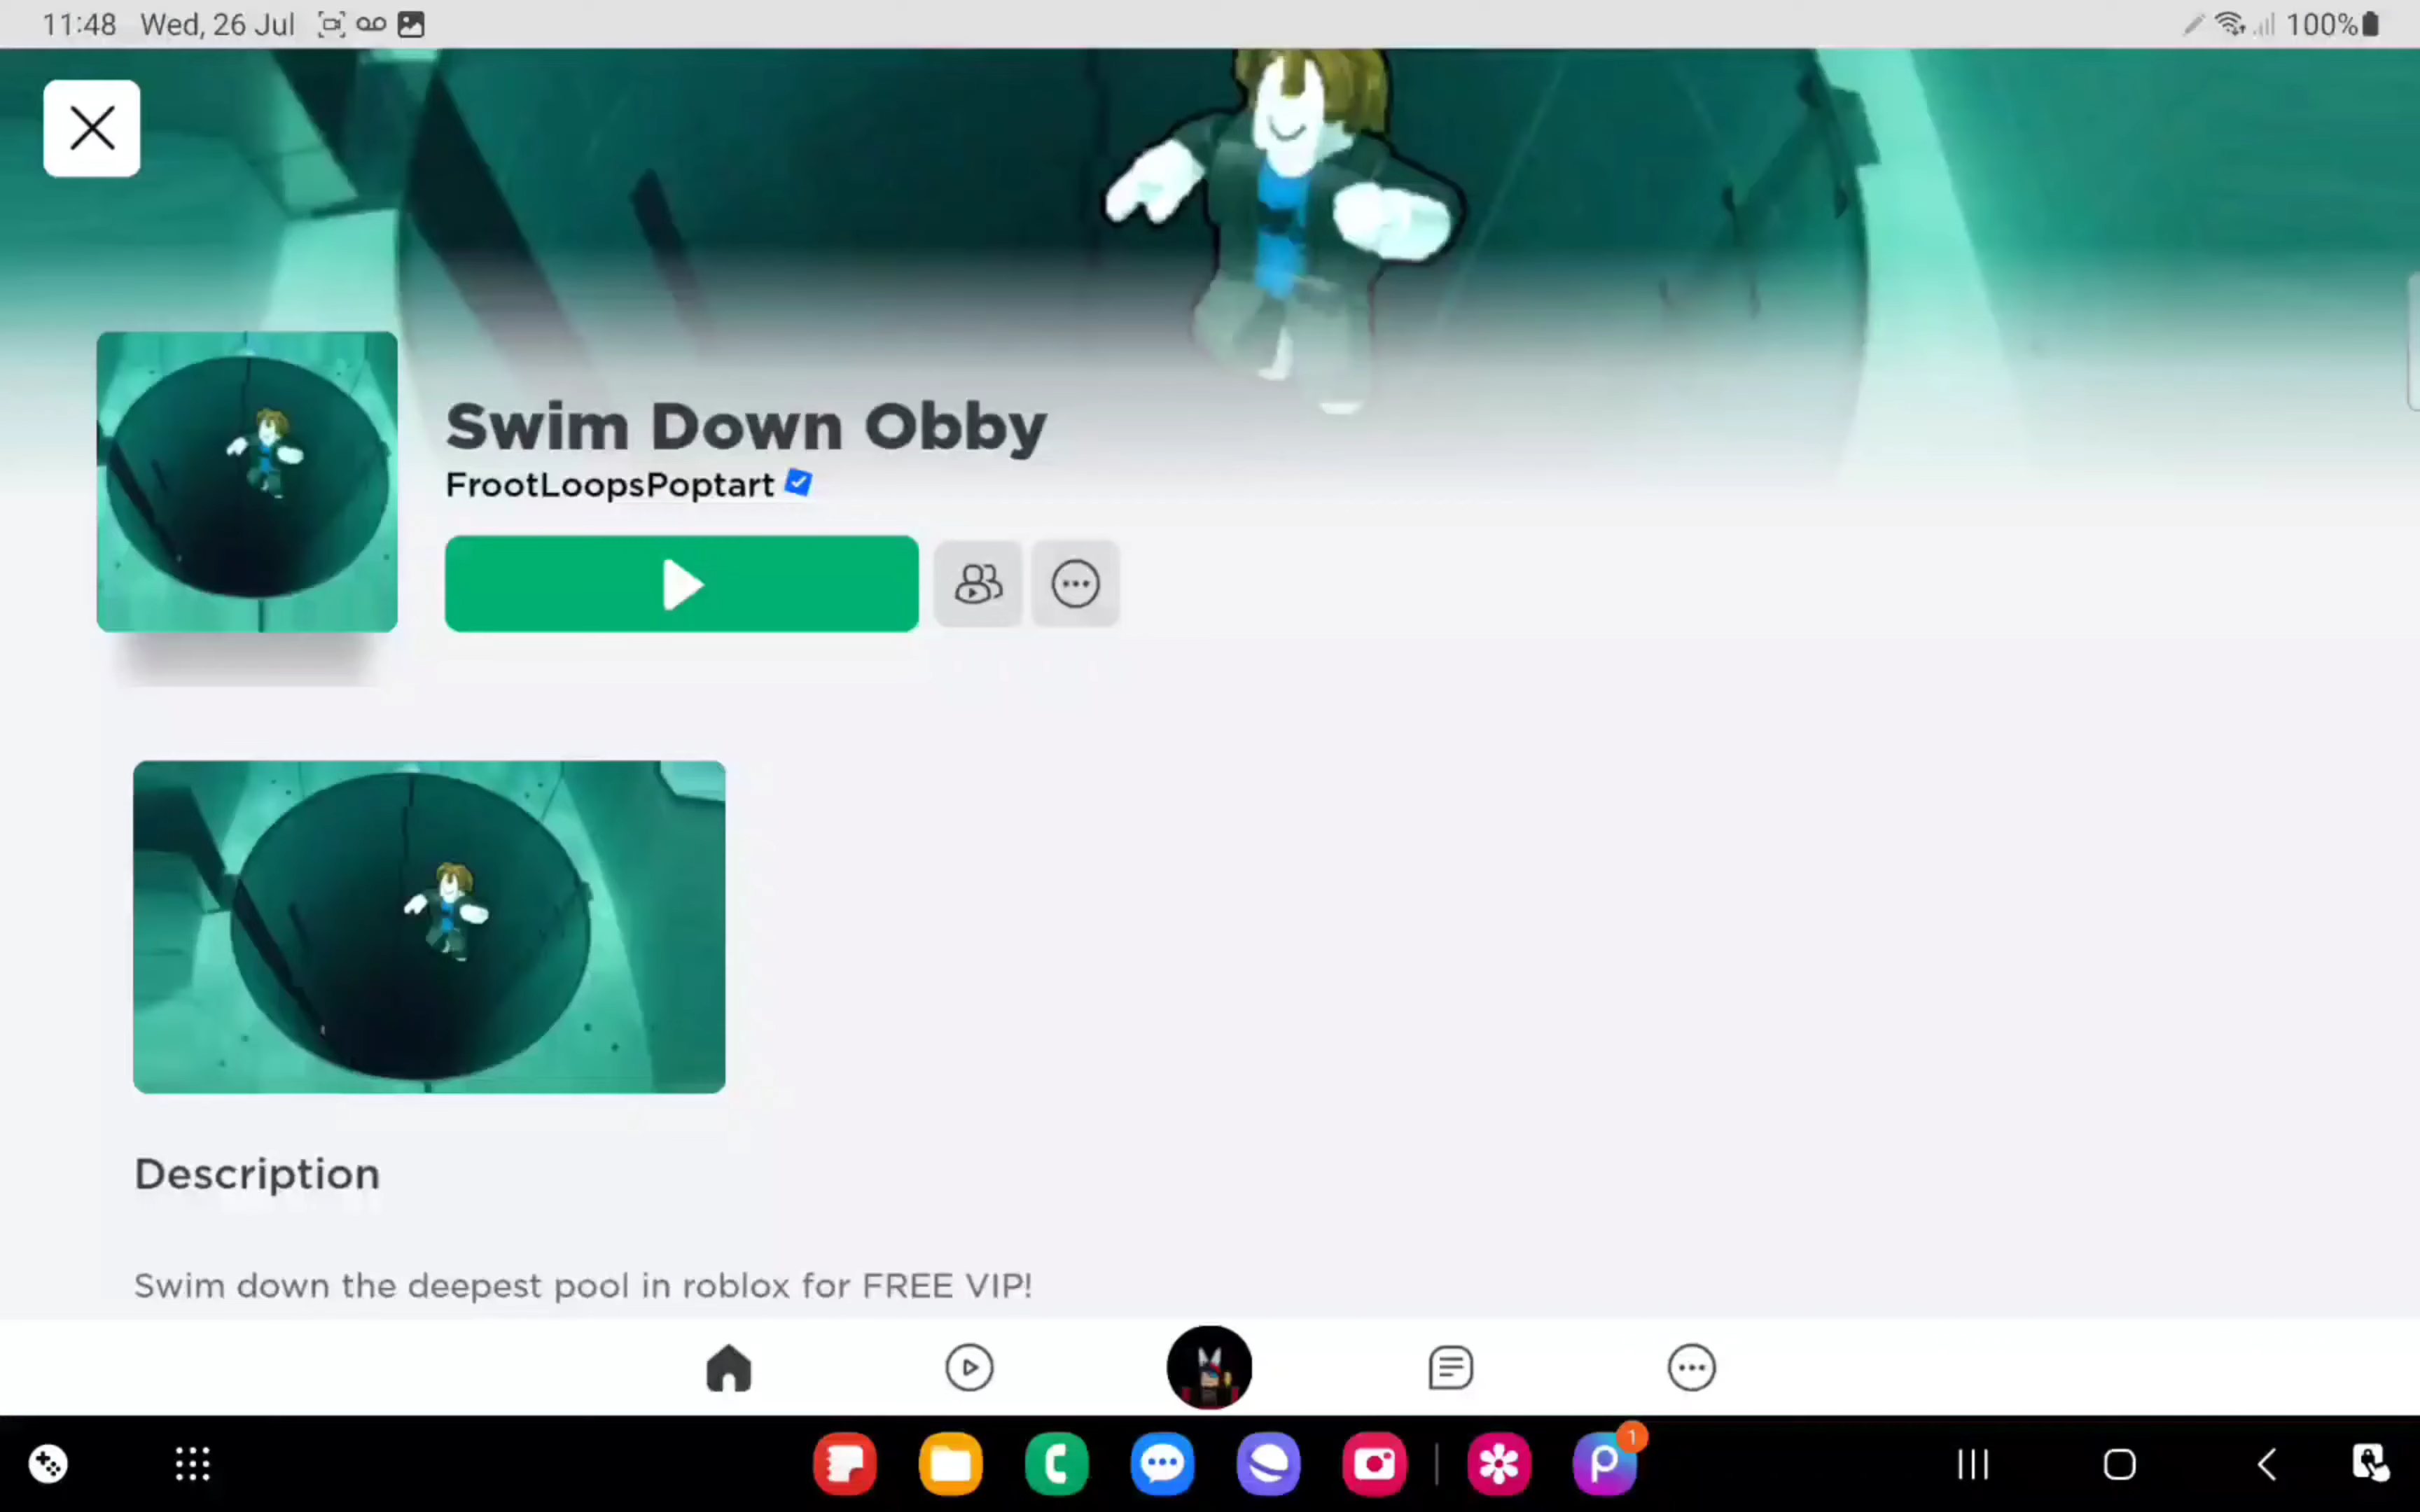 11:48 Wed, 26 Jul 100%
Swim Down Obby
FrootLoopsPoptart
Description
Swim down the deepest pool in roblox for FREE VIP!
1